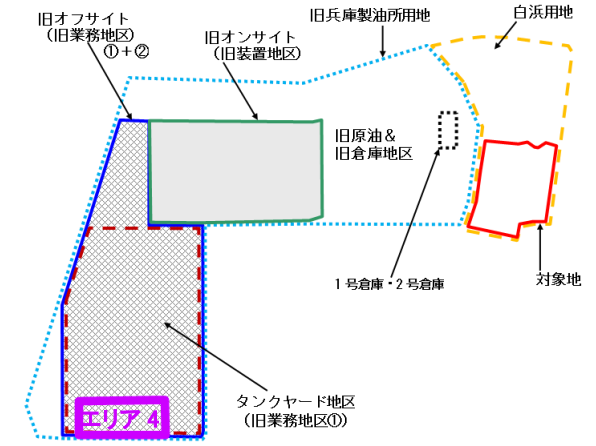 旧オフサイト
（旧業務地区）
①＋②
旧オンサイト
（旧装置地区）
旧兵庫製油所用地
白浜用地
旧原油＆
旧倉庫地区
１号倉庫・２号倉庫
対象地
タンクヤード地区
（旧業務地区①）
エリア 4